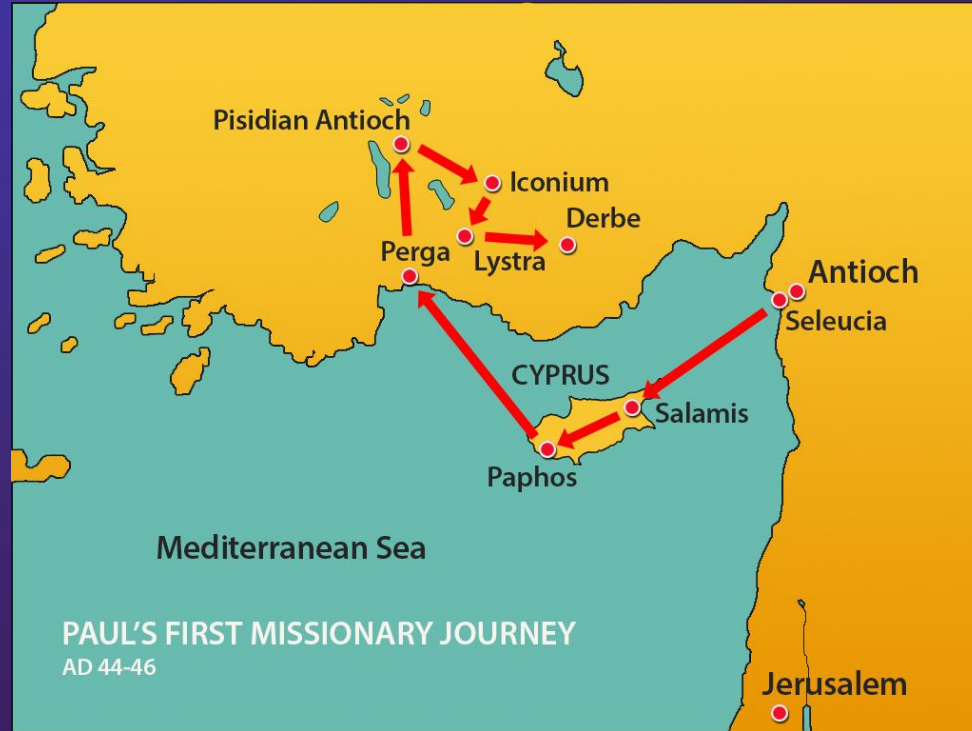 Pisidian Antioch
Iconium
Derbe
Perga
Lystra
Antioch
Seleucia
CYPRUS
Salamis
Paphos
Mediterranean Sea
PAUL'S FIRST MISSIONARY JOURNEY
AD 44-46
Jerusalem